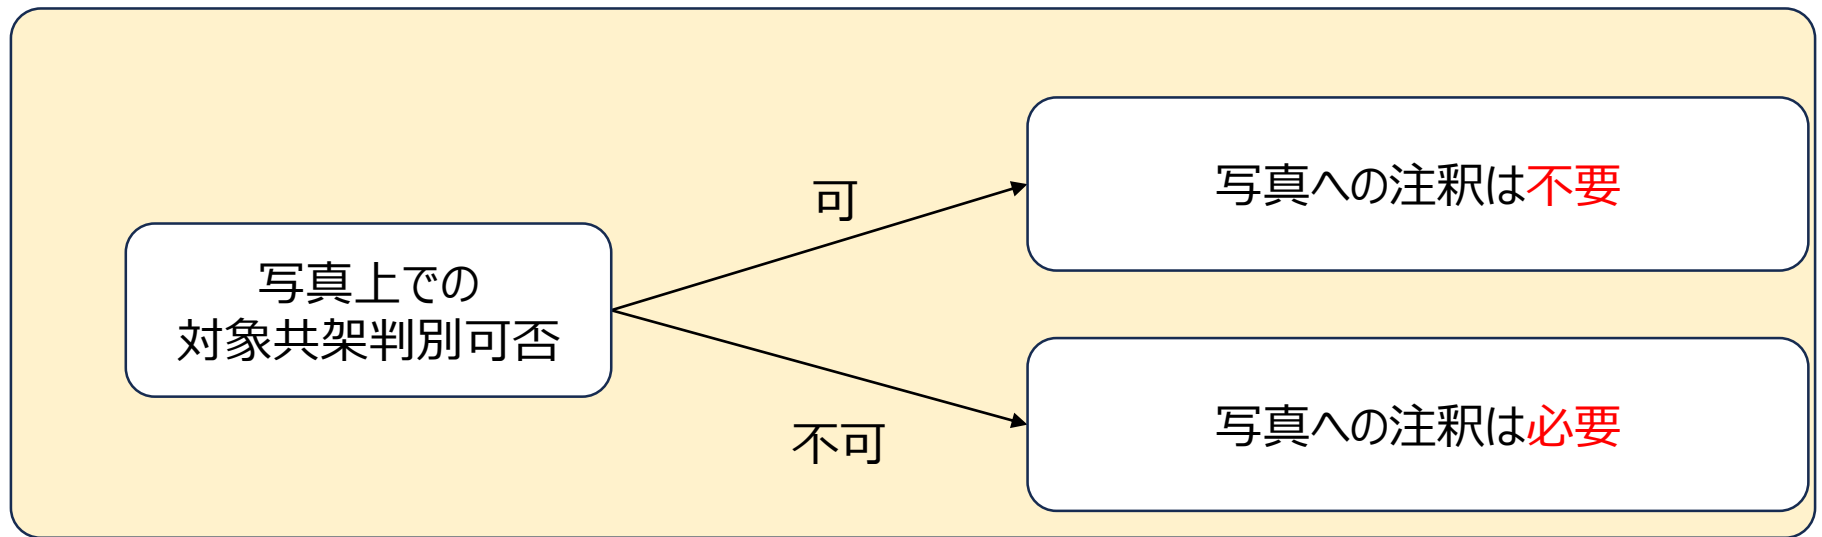 写真上での
対象共架判別可否
可
写真への注釈は不要
不可
写真への注釈は必要